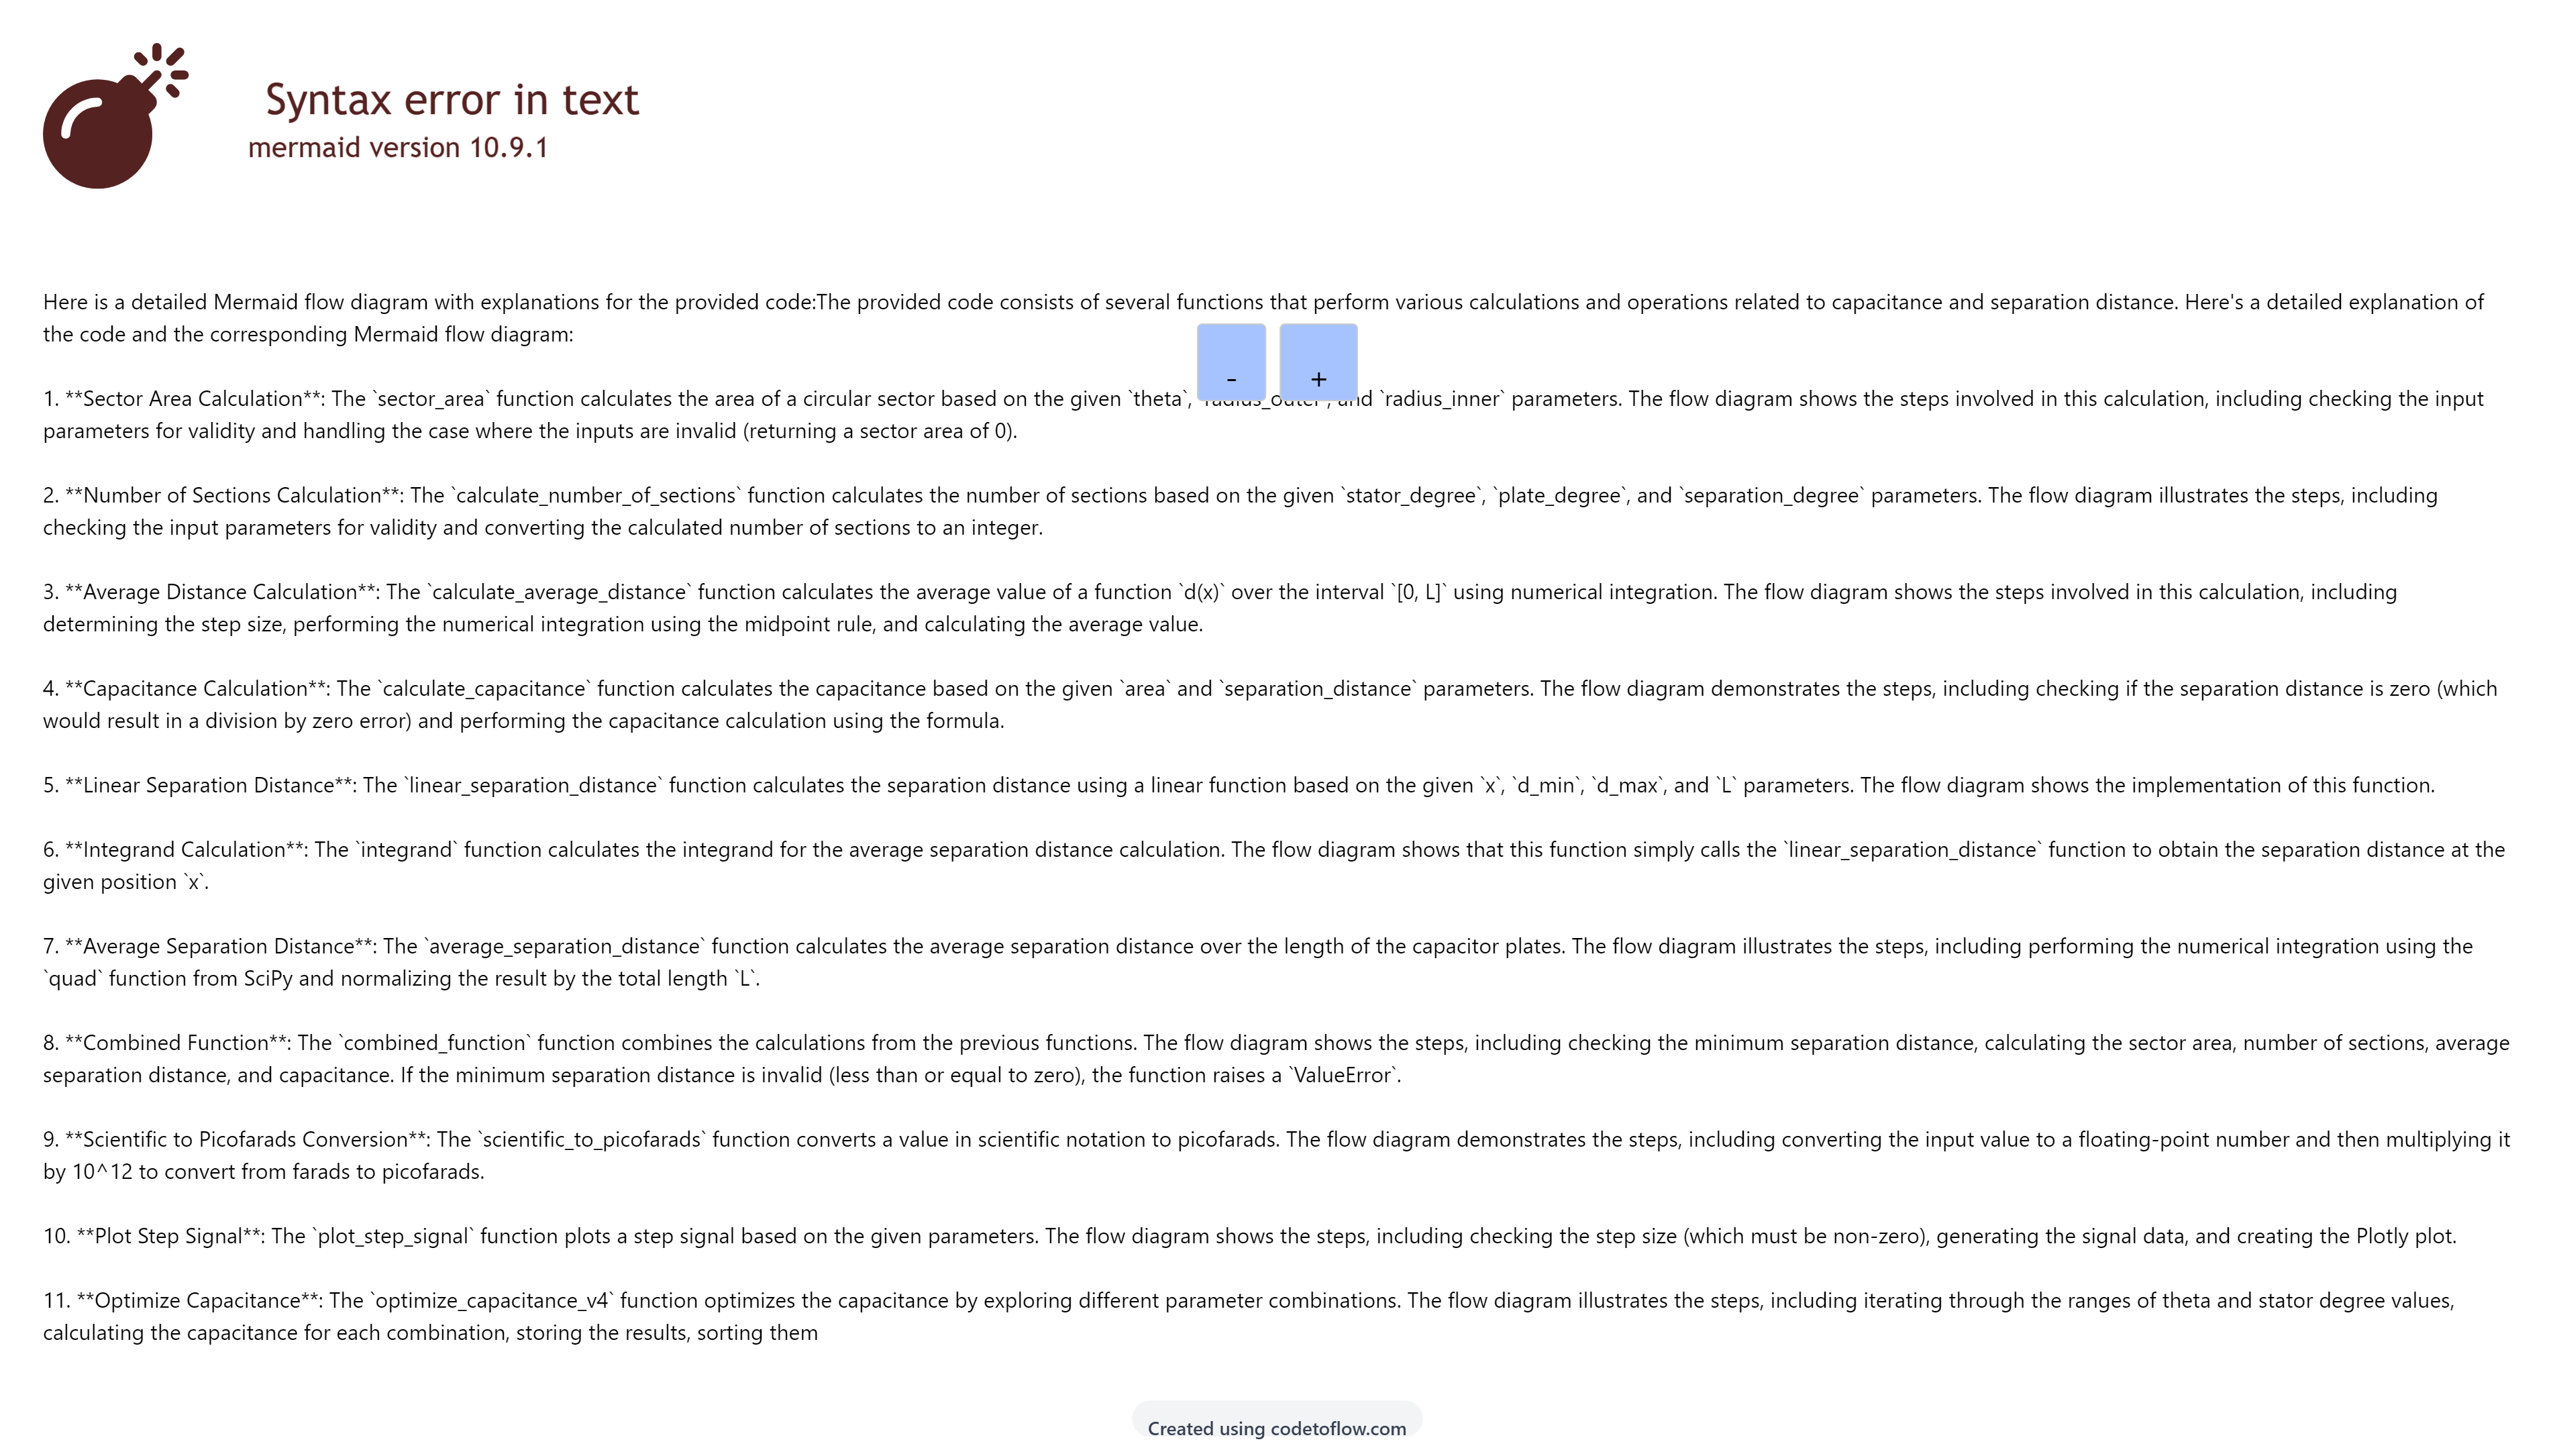 Syntax error in text
mermaid version 10.9.1
Here is a detailed Mermaid flow diagram with explanations for the provided code:The provided code consists of several functions that perform various calculations and operations related to capacitance and separation distance. Here's a detailed explanation of
the code and the corresponding Mermaid flow diagram:
- +
1. **Sector Area Calculation**: The `sector_area` function calculates the area of a circular sector based on the given `theta`, `radius_outer`, and `radius_inner` parameters. The flow diagram shows the steps involved in this calculation, including checking the input
parameters for validity and handling the case where the inputs are invalid (returning a sector area of 0).
2. **Number of Sections Calculation**: The `calculate_number_of_sections` function calculates the number of sections based on the given `stator_degree`, `plate_degree`, and `separation_degree` parameters. The flow diagram illustrates the steps, including
checking the input parameters for validity and converting the calculated number of sections to an integer.
3. **Average Distance Calculation**: The `calculate_average_distance` function calculates the average value of a function `d(x)` over the interval `[0, L]` using numerical integration. The flow diagram shows the steps involved in this calculation, including
determining the step size, performing the numerical integration using the midpoint rule, and calculating the average value.
4. **Capacitance Calculation**: The `calculate_capacitance` function calculates the capacitance based on the given `area` and `separation_distance` parameters. The flow diagram demonstrates the steps, including checking if the separation distance is zero (which
would result in a division by zero error) and performing the capacitance calculation using the formula.
5. **Linear Separation Distance**: The `linear_separation_distance` function calculates the separation distance using a linear function based on the given `x`, `d_min`, `d_max`, and `L` parameters. The flow diagram shows the implementation of this function.
6. **Integrand Calculation**: The `integrand` function calculates the integrand for the average separation distance calculation. The flow diagram shows that this function simply calls the `linear_separation_distance` function to obtain the separation distance at the
given position `x`.
7. **Average Separation Distance**: The `average_separation_distance` function calculates the average separation distance over the length of the capacitor plates. The flow diagram illustrates the steps, including performing the numerical integration using the
`quad` function from SciPy and normalizing the result by the total length `L`.
8. **Combined Function**: The `combined_function` function combines the calculations from the previous functions. The flow diagram shows the steps, including checking the minimum separation distance, calculating the sector area, number of sections, average
separation distance, and capacitance. If the minimum separation distance is invalid (less than or equal to zero), the function raises a `ValueError`.
9. **Scientific to Picofarads Conversion**: The `scientific_to_picofarads` function converts a value in scientific notation to picofarads. The flow diagram demonstrates the steps, including converting the input value to a floating-point number and then multiplying it
by 10^12 to convert from farads to picofarads.
10. **Plot Step Signal**: The `plot_step_signal` function plots a step signal based on the given parameters. The flow diagram shows the steps, including checking the step size (which must be non-zero), generating the signal data, and creating the Plotly plot.
11. **Optimize Capacitance**: The `optimize_capacitance_v4` function optimizes the capacitance by exploring different parameter combinations. The flow diagram illustrates the steps, including iterating through the ranges of theta and stator degree values,
calculating the capacitance for each combination, storing the results, sorting them
Created using codetoflow.com